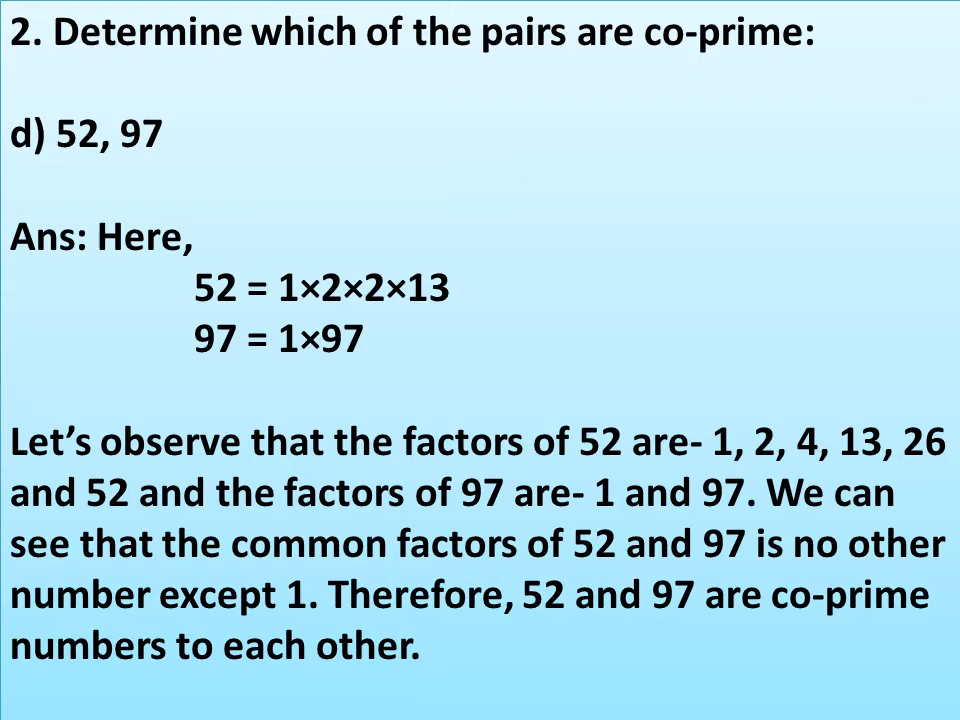 2. Determine which of the pairs are co-prime:
d) 52, 97
Ans: Here,
52 = 1×2×2×13
97 = 1×97
Let’s observe that the factors of 52 are- 1, 2, 4, 13, 26
and 52 and the factors of 97 are- 1 and 97. We can
see that the common factors of 52 and 97 is no other
number except 1. Therefore, 52 and 97 are co-prime
numbers to each other.